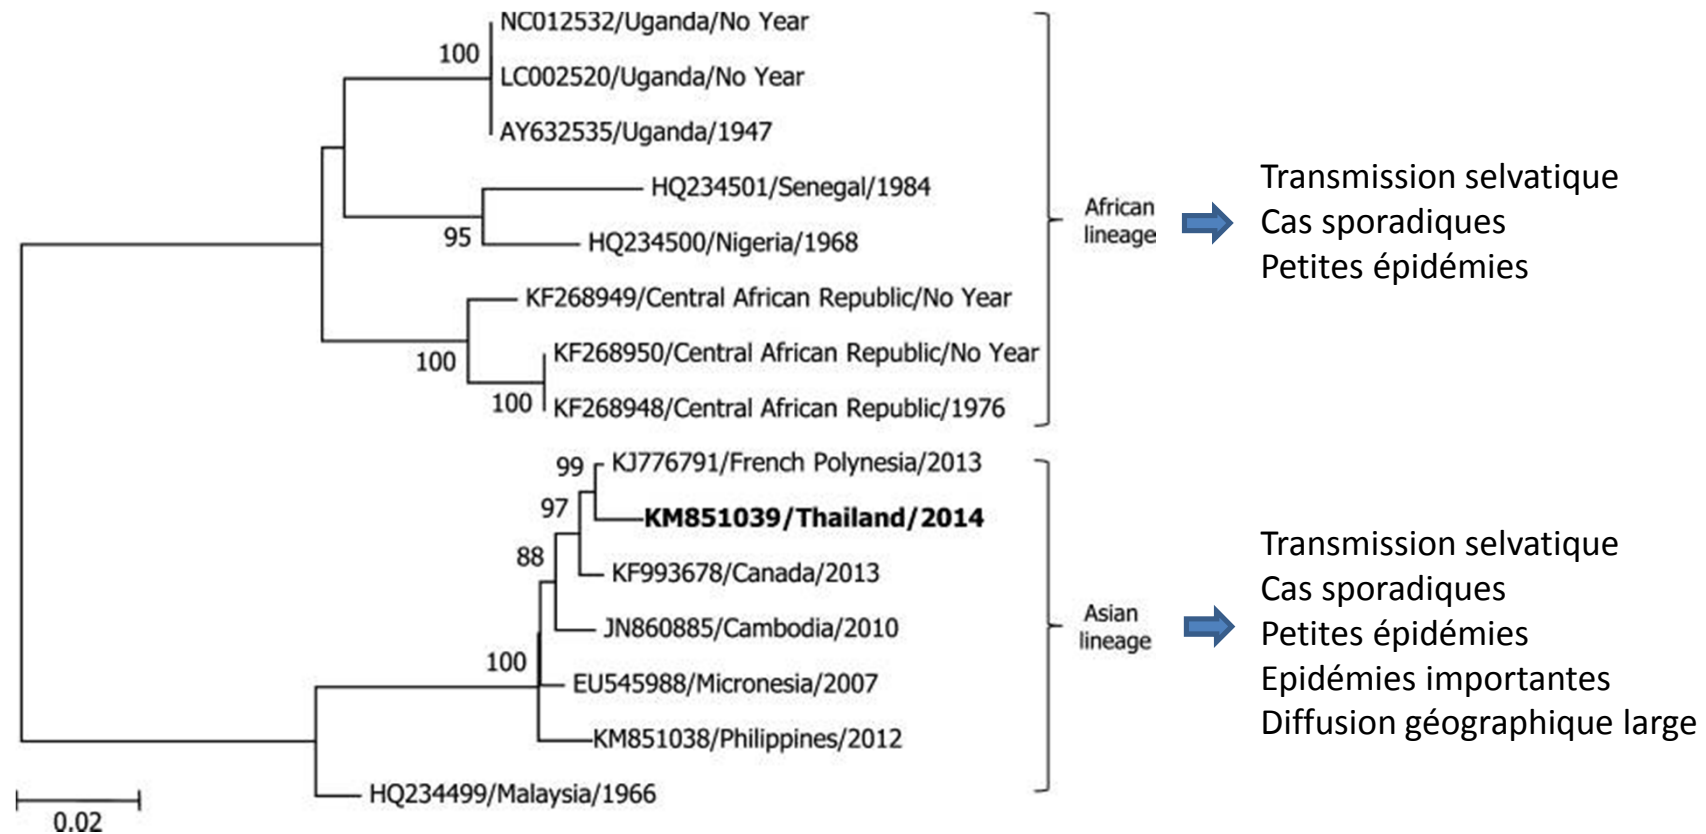 NC012532/Uganda/No Year
100
LC002520/Uganda/No Year
AY632535/Uganda/1947
HQ234501/Senegal/1984
95
HQ234500/Nigeria/1968
KF268949/Central African Republic/No Year
100
KF268950/Central African Republic/No Year
100
KF268948/Central African Republic/1976
African
lineage
Transmission selvatique
Cas sporadiques
Petites épidémies
99
KJ776791/French Polynesia/2013
97
KM851039/Thailand/2014
88
KF993678/Canada/2013
JN860885/Cambodia/2010
100
EU545988/Micronesia/2007
KM851038/Philippines/2012
HQ234499/Malaysia/1966
Asian
lineage
Transmission selvatique
Cas sporadiques
Petites épidémies
Epidémies importantes
Diffusion géographique large
0.02